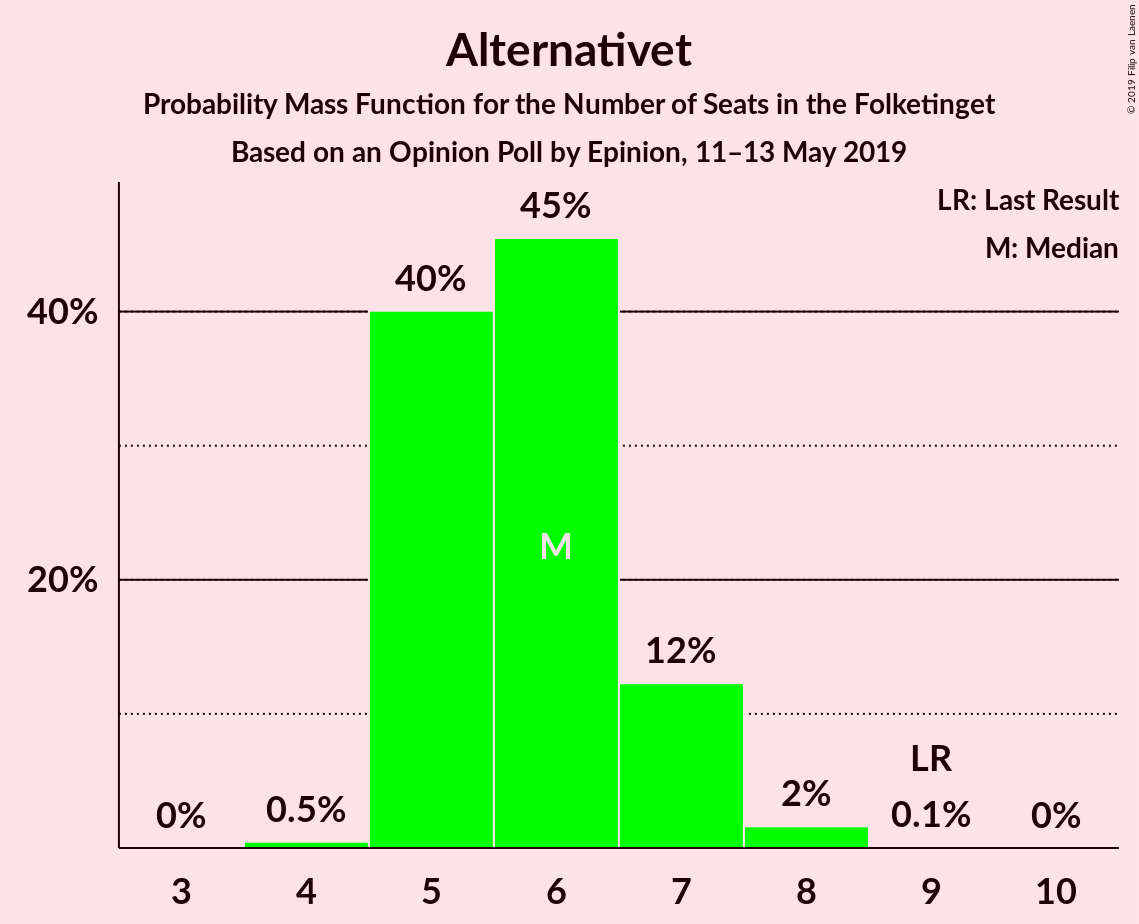 © 2019 Filip van Laenen
Alternativet
Probability Mass Function for the Number of Seats in the Folketinget
Based on an Opinion Poll by Epinion, 11–13 May 2019
LR: Last Result
M: Median
45%
40%
40%
M
20%
12%
LR
2%
0.5%
0.1%
0%
0%
3 4 5 6 7 8 9 10